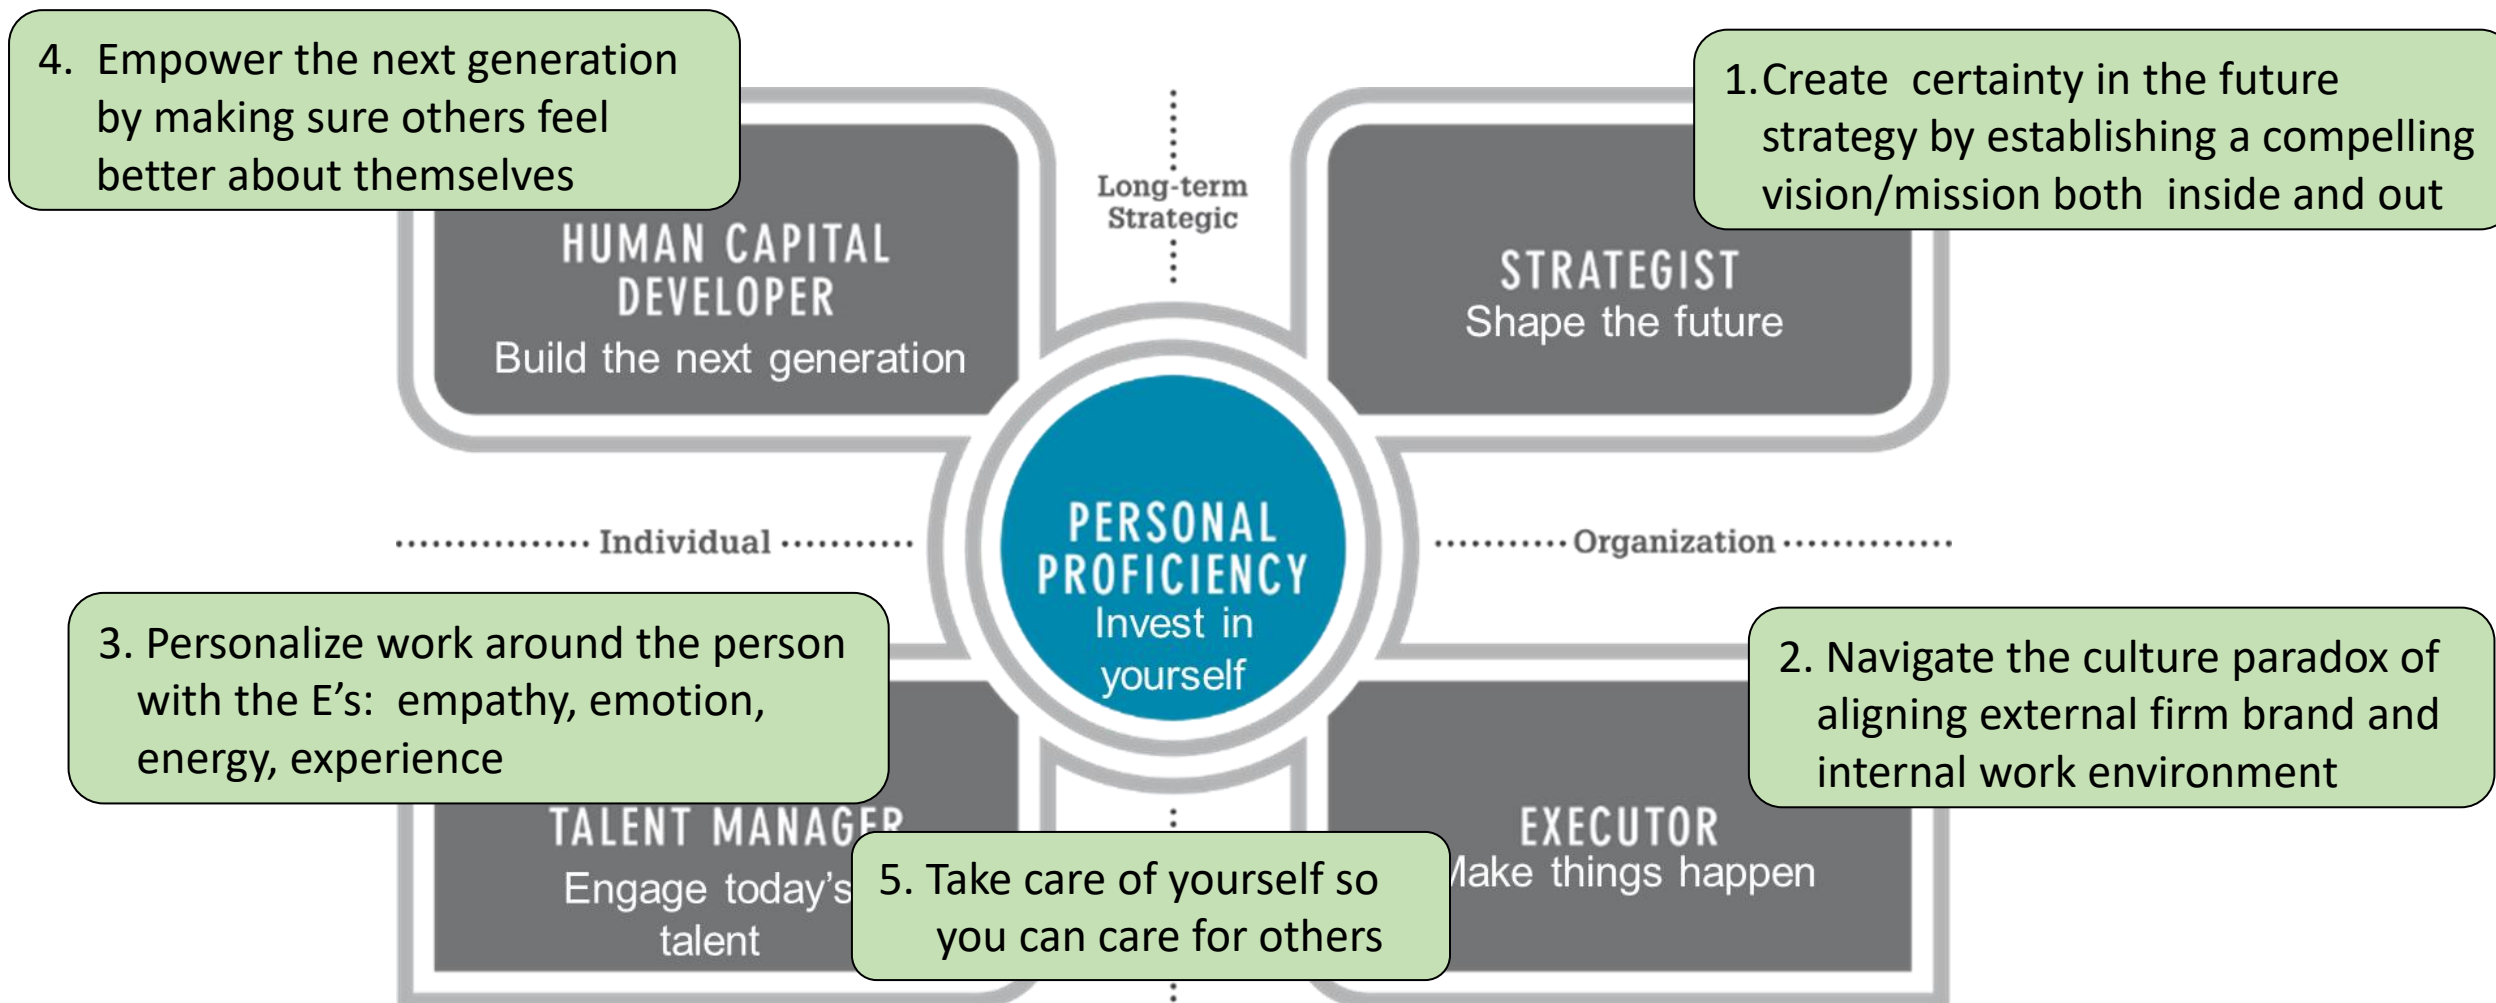 4. Empower the next generation
by making sure others feel
better about themselves
1.Create certainty in the future
strategy by establishing a compelling
vision/mission both inside and out
Long-term
Strategic
HUMAN CAPITAL
DEVELOPER
Build the next generation
STRATEGIST
Shape the future
Individual
PERSONAL
PROFICIENCY
Invest in
yourself
Organization
3. Personalize work around the person
with the E’s: empathy, emotion,
energy, experience
2. Navigate the culture paradox of
aligning external firm brand and
internal work environment
TALENT MANAGER
Engage today's
talent
5. Take care of yourself so
you can care for others
EXECUTOR
Make things happen